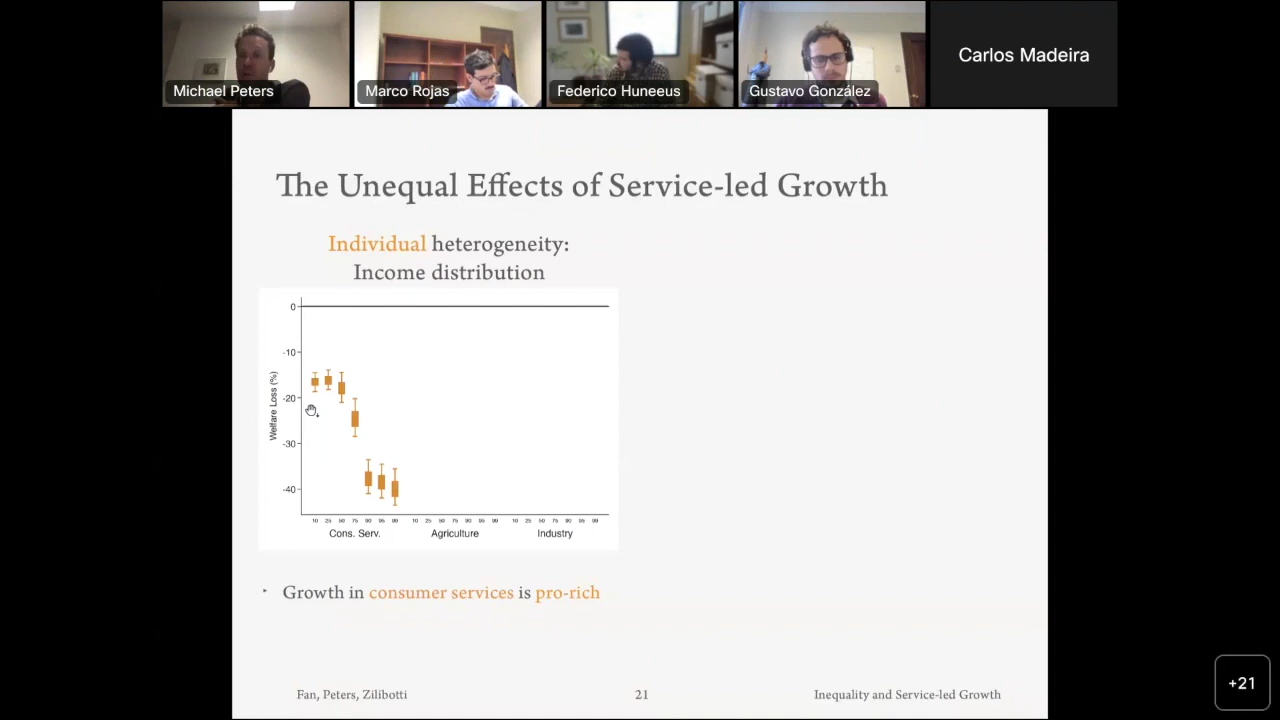 Michael Peters
Marco Rojas
Federico Huneeus
Gustavo González
Carlos Madeira
The Unequal Effects of Service-led Growth
Individual heterogeneity:
Income distribution
0
-10
-20
-30
-40
Welfare Loss (%)
10 25 50 75 90 95 99 10 25 50 75 90 95 99 10 25 50 75 90 95 99
Cons. Serv. Agriculture Industry
‣ Growth in consumer services is pro-rich
Fan, Peters, Zilibotti 21 Inequality and Service-led Growth
+21